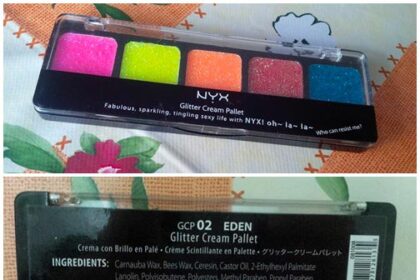 NYX
Glitter Cream Pallet
Fabulous, sparkling, tingling sexy life with NYX! oh~ la~ la~
Who can resist me?
GCP 02 EDEN
Glitter Cream Pallet
Crema con Brillo en Palé • Crème Scintillante en Palette • グリッタークリームパレット
INGREDIENTS:
Carnauba Wax, Bees Wax, Ceresin, Castor Oil, 2-Ethylhexyl Palmitate
Lanolin, Polyisobutene, Polyesters, Methyl Paraben, Propyl Paraben